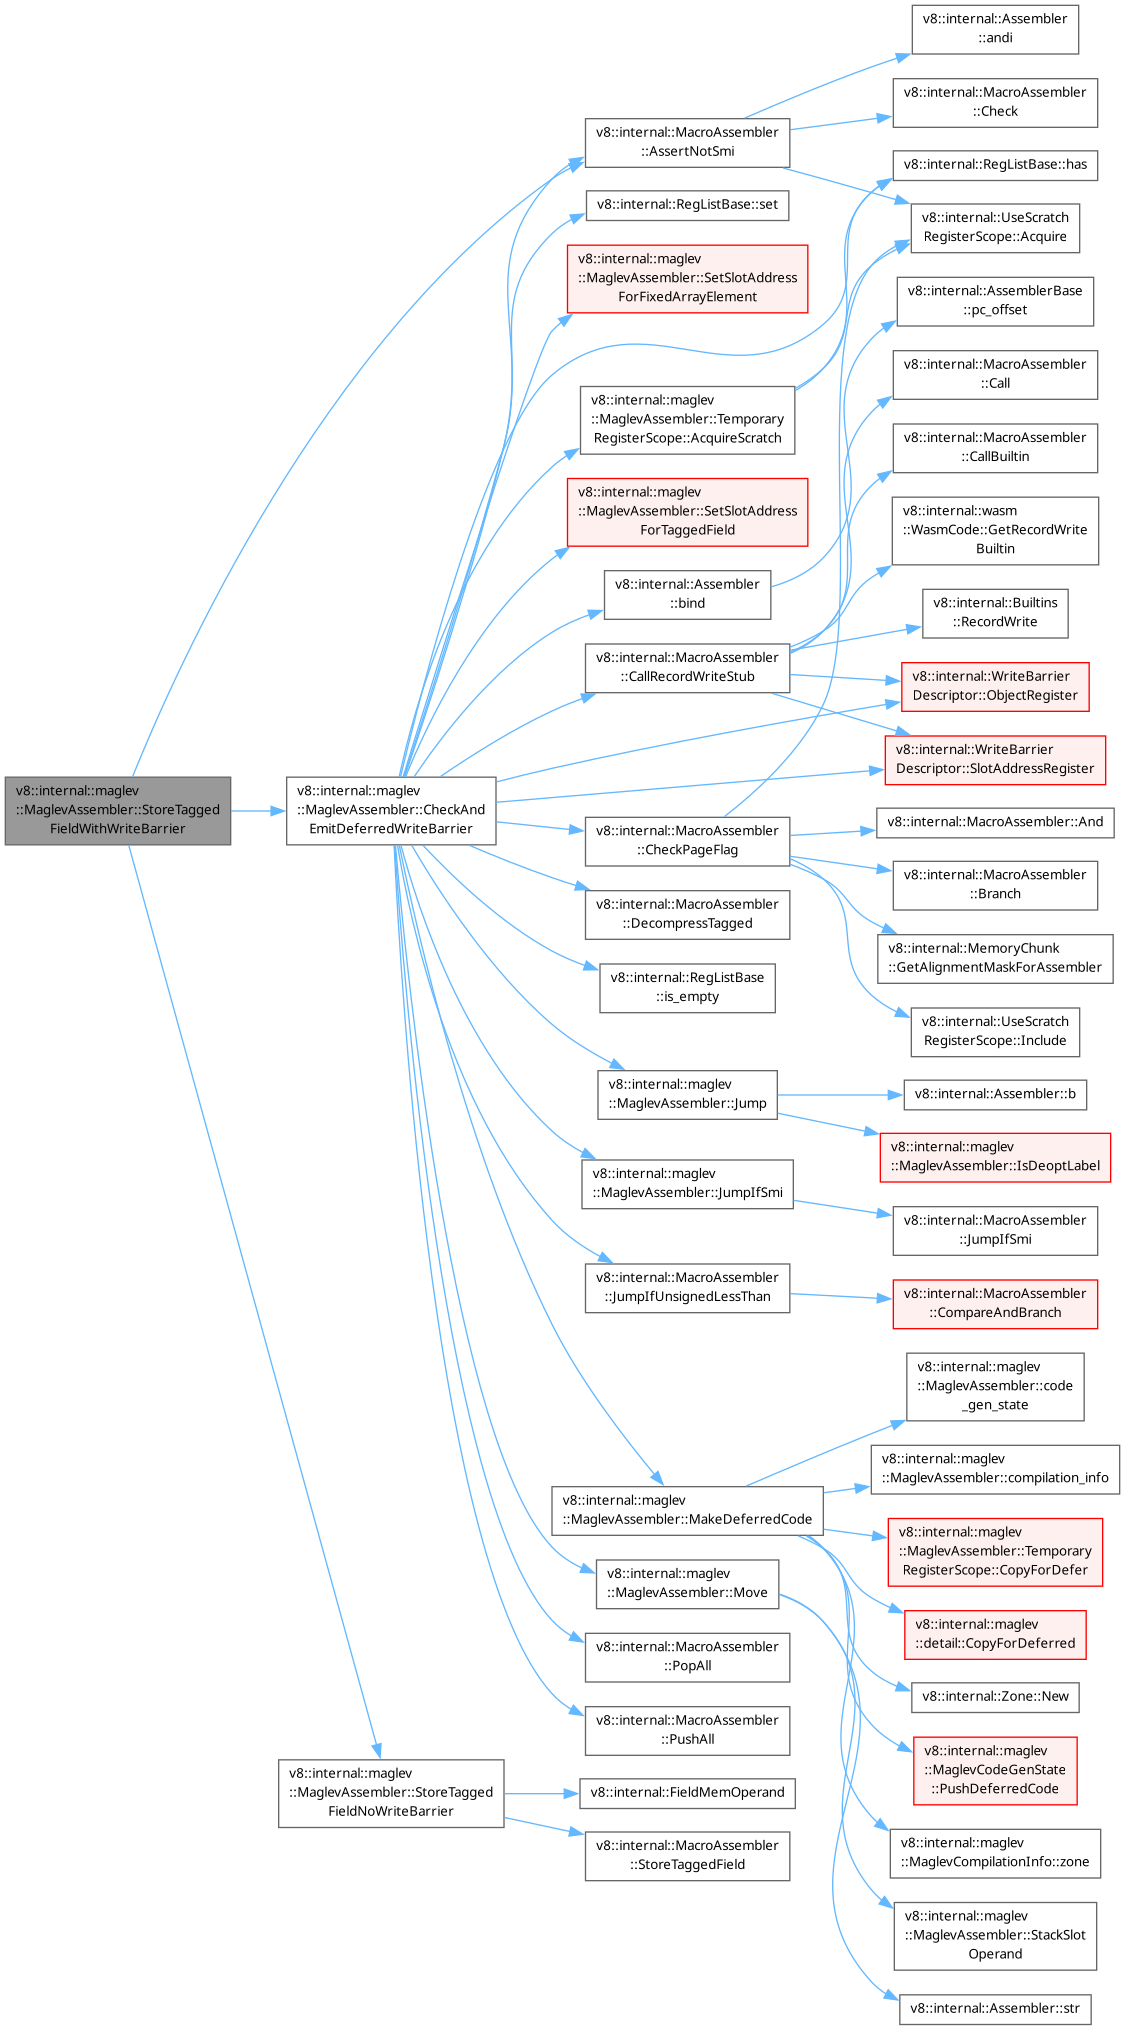 v8::internal::maglev
::MaglevAssembler::StoreTagged
FieldWithWriteBarrier
v8::internal::maglev
::MaglevAssembler::CheckAnd
EmitDeferredWriteBarrier
v8::internal::maglev
::MaglevAssembler::StoreTagged
FieldNoWriteBarrier
v8::internal::MacroAssembler
::AssertNotSmi
v8::internal::RegListBase::set
v8::internal::maglev
::MaglevAssembler::SetSlotAddress
ForFixedArrayElement
v8::internal::maglev
::MaglevAssembler::Temporary
RegisterScope::AcquireScratch
v8::internal::maglev
::MaglevAssembler::SetSlotAddress
ForTaggedField
v8::internal::Assembler
::bind
v8::internal::MacroAssembler
::CallRecordWriteStub
v8::internal::MacroAssembler
::CheckPageFlag
v8::internal::MacroAssembler
::DecompressTagged
v8::internal::RegListBase
::is_empty
v8::internal::maglev
::MaglevAssembler::Jump
v8::internal::maglev
::MaglevAssembler::JumpIfSmi
v8::internal::MacroAssembler
::JumpIfUnsignedLessThan
v8::internal::maglev
::MaglevAssembler::MakeDeferredCode
v8::internal::maglev
::MaglevAssembler::Move
v8::internal::MacroAssembler
::PopAll
v8::internal::MacroAssembler
::PushAll
v8::internal::FieldMemOperand
v8::internal::MacroAssembler
::StoreTaggedField
v8::internal::Assembler
::andi
v8::internal::MacroAssembler
::Check
v8::internal::RegListBase::has
v8::internal::UseScratch
RegisterScope::Acquire
v8::internal::AssemblerBase
::pc_offset
v8::internal::MacroAssembler
::Call
v8::internal::MacroAssembler
::CallBuiltin
v8::internal::wasm
::WasmCode::GetRecordWrite
Builtin
v8::internal::Builtins
::RecordWrite
v8::internal::WriteBarrier
Descriptor::ObjectRegister
v8::internal::WriteBarrier
Descriptor::SlotAddressRegister
v8::internal::MacroAssembler::And
v8::internal::MacroAssembler
::Branch
v8::internal::MemoryChunk
::GetAlignmentMaskForAssembler
v8::internal::UseScratch
RegisterScope::Include
v8::internal::Assembler::b
v8::internal::maglev
::MaglevAssembler::IsDeoptLabel
v8::internal::MacroAssembler
::JumpIfSmi
v8::internal::MacroAssembler
::CompareAndBranch
v8::internal::maglev
::MaglevAssembler::code
_gen_state
v8::internal::maglev
::MaglevAssembler::compilation_info
v8::internal::maglev
::MaglevAssembler::Temporary
RegisterScope::CopyForDefer
v8::internal::maglev
::detail::CopyForDeferred
v8::internal::Zone::New
v8::internal::maglev
::MaglevCodeGenState
::PushDeferredCode
v8::internal::maglev
::MaglevCompilationInfo::zone
v8::internal::maglev
::MaglevAssembler::StackSlot
Operand
v8::internal::Assembler::str